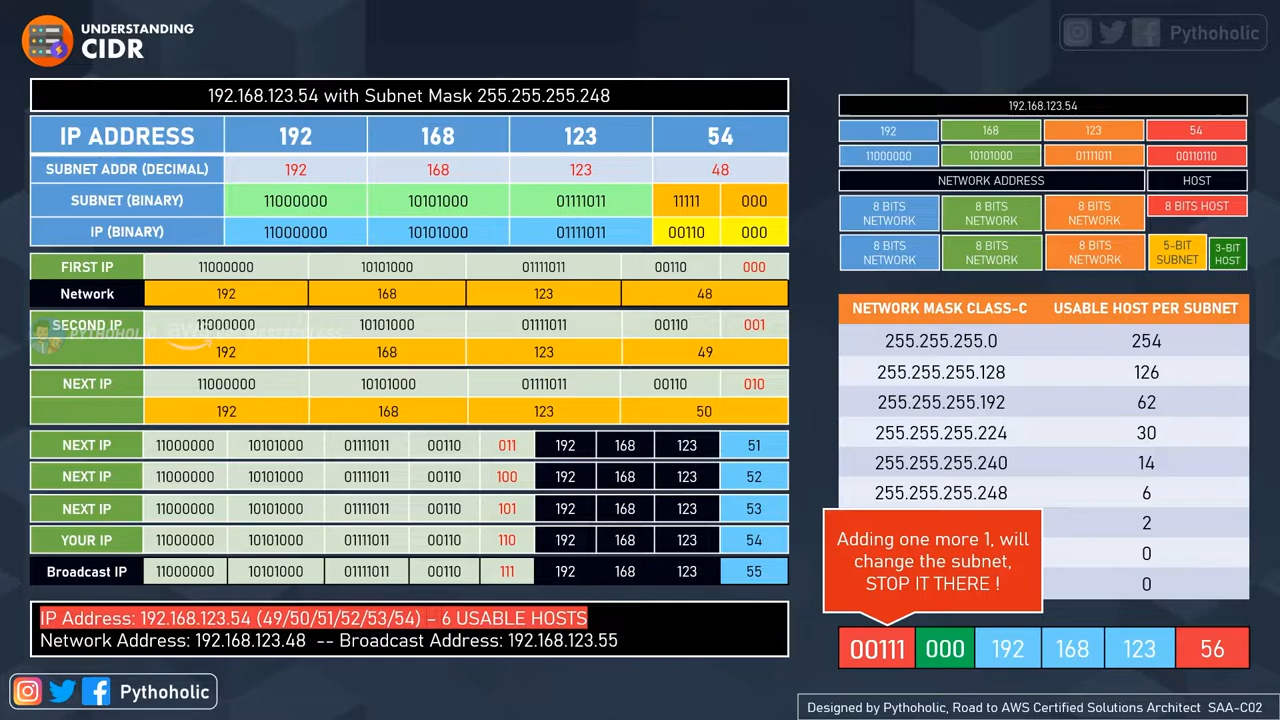 UNDERSTANDING
CIDR
Pythoholic
192.168.123.54 with Subnet Mask 255.255.255.248
IP ADDRESS 192 168 123 54
SUBNET ADDR (DECIMAL) 192 168 123 48
SUBNET (BINARY) 11000000 10101000 01111011 11111 000
IP (BINARY) 11000000 10101000 01111011 00110 000
FIRST IP 11000000 10101000 01111011 00110 000
Network 192 168 123 48
SECOND IP 11000000 10101000 01111011 00110 001
192 168 123 49
NEXT IP 11000000 10101000 01111011 00110 010
192 168 123 50
NEXT IP 11000000 10101000 01111011 00110 011 192 168 123 51
NEXT IP 11000000 10101000 01111011 00110 100 192 168 123 52
NEXT IP 11000000 10101000 01111011 00110 101 192 168 123 53
YOUR IP 11000000 10101000 01111011 00110 110 192 168 123 54
Broadcast IP 11000000 10101000 01111011 00110 111 192 168 123 55
IP Address: 192.168.123.54 (49/50/51/52/53/54) – 6 USABLE HOSTS
Network Address: 192.168.123.48 -- Broadcast Address: 192.168.123.55
Pythoholic
192.168.123.54
192 168 123 54
11000000 10101000 01111011 00110110
NETWORK ADDRESS HOST
8 BITS NETWORK 8 BITS NETWORK 8 BITS NETWORK 8 BITS HOST
8 BITS NETWORK 8 BITS NETWORK 8 BITS NETWORK 5-BIT SUBNET 3-BIT HOST
NETWORK MASK CLASS-C USABLE HOST PER SUBNET
255.255.255.0 254
255.255.255.128 126
255.255.255.192 62
255.255.255.224 30
255.255.255.240 14
255.255.255.248 6
2
0
0
Adding one more 1, will
change the subnet,
STOP IT THERE !
00111 000 192 168 123 56
Designed by Pythoholic, Road to AWS Certified Solutions Architect SAA-C02